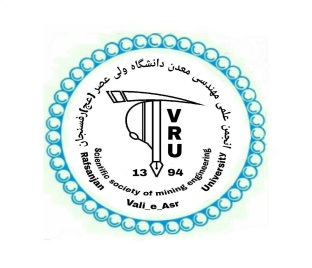 انجمن علمی مهندسی معدن دانشگاه ولی عصر (عج) رفسنجان
VRU
13 94
Scientific society of mining engineering
Rafsanjan
Vali_e_Asr
University